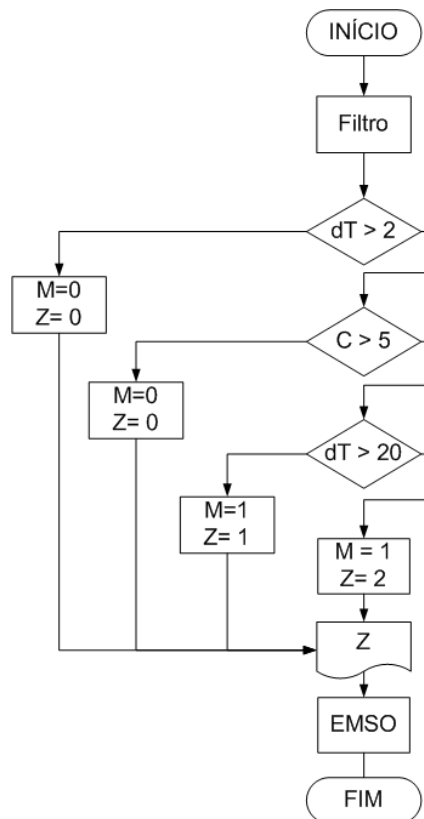 INÍCIO
Filtro
dT > 2
M=0
Z= 0
C > 5
M=0
Z= 0
dT > 20
M=1
Z= 1
M = 1
Z= 2
Z
EMSO
FIM